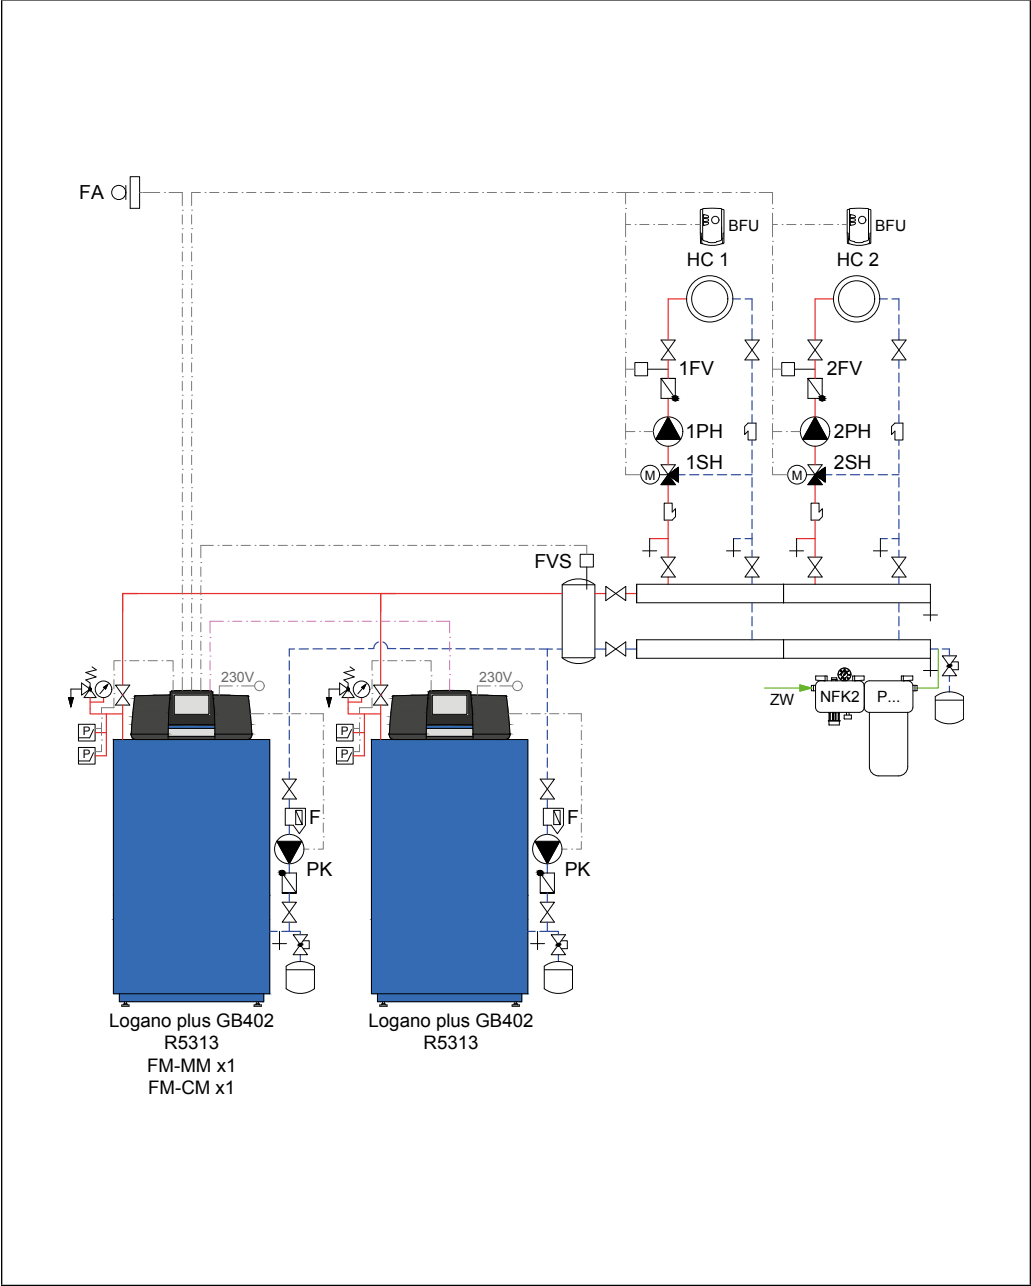 FA
BFU
BFU
HC 1
HC 2
1FV
2FV
1PH
2PH
1SH
2SH
M
M
FVS
230V
230V
P
P
P
P
ZW
NFK2
P...
F
F
PK
PK
Logano plus GB402
R5313
FM-MM x1
FM-CM x1
Logano plus GB402
R5313